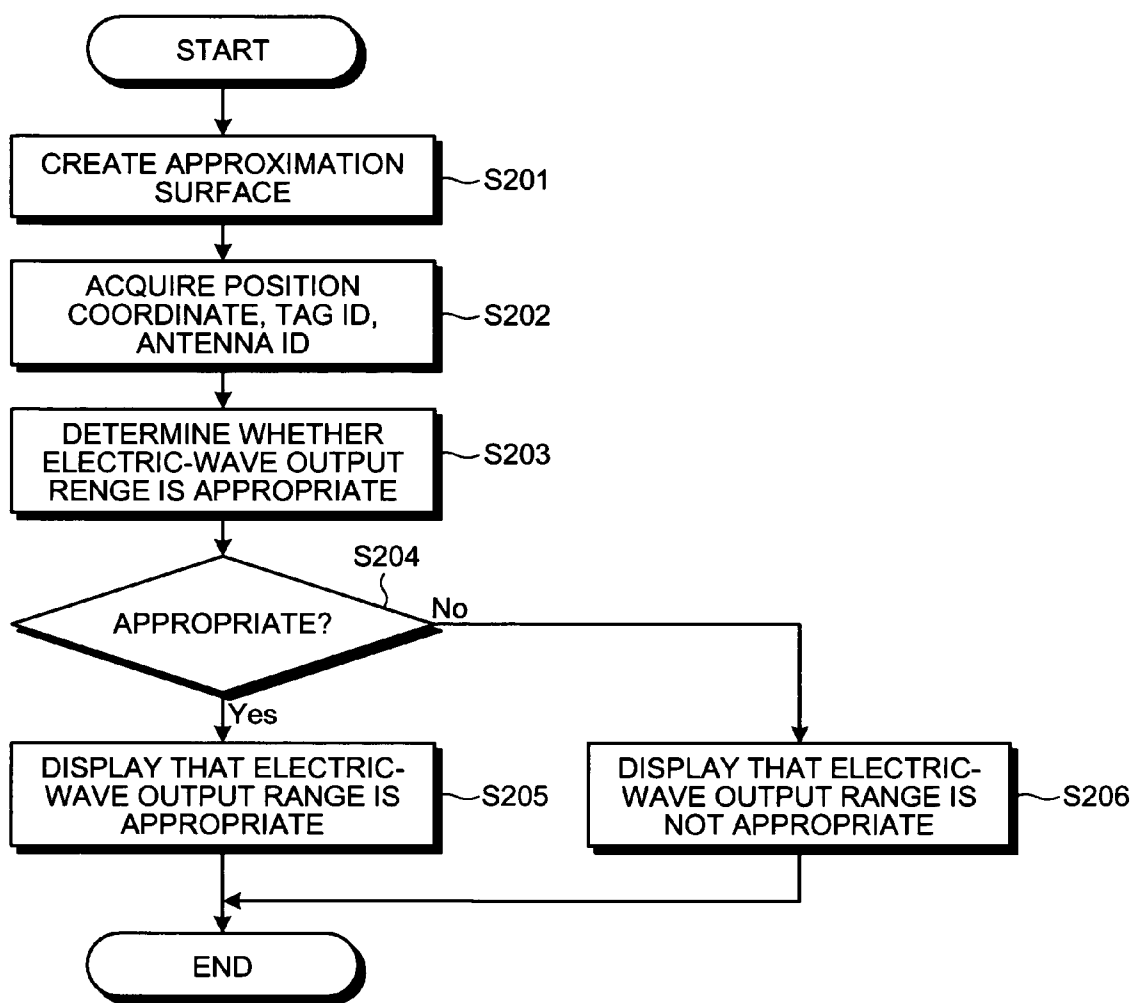 START
CREATE APPROXIMATION
SURFACE
S201
ACQUIRE POSITION
COORDINATE, TAG ID,
ANTENNA ID
S202
DETERMINE WHETHER
ELECTRIC-WAVE OUTPUT
RENGE IS APPROPRIATE
S203
S204
APPROPRIATE?
No
Yes
DISPLAY THAT ELECTRIC-
WAVE OUTPUT RANGE IS
APPROPRIATE
S205
DISPLAY THAT ELECTRIC-
WAVE OUTPUT RANGE IS
NOT APPROPRIATE
S206
END